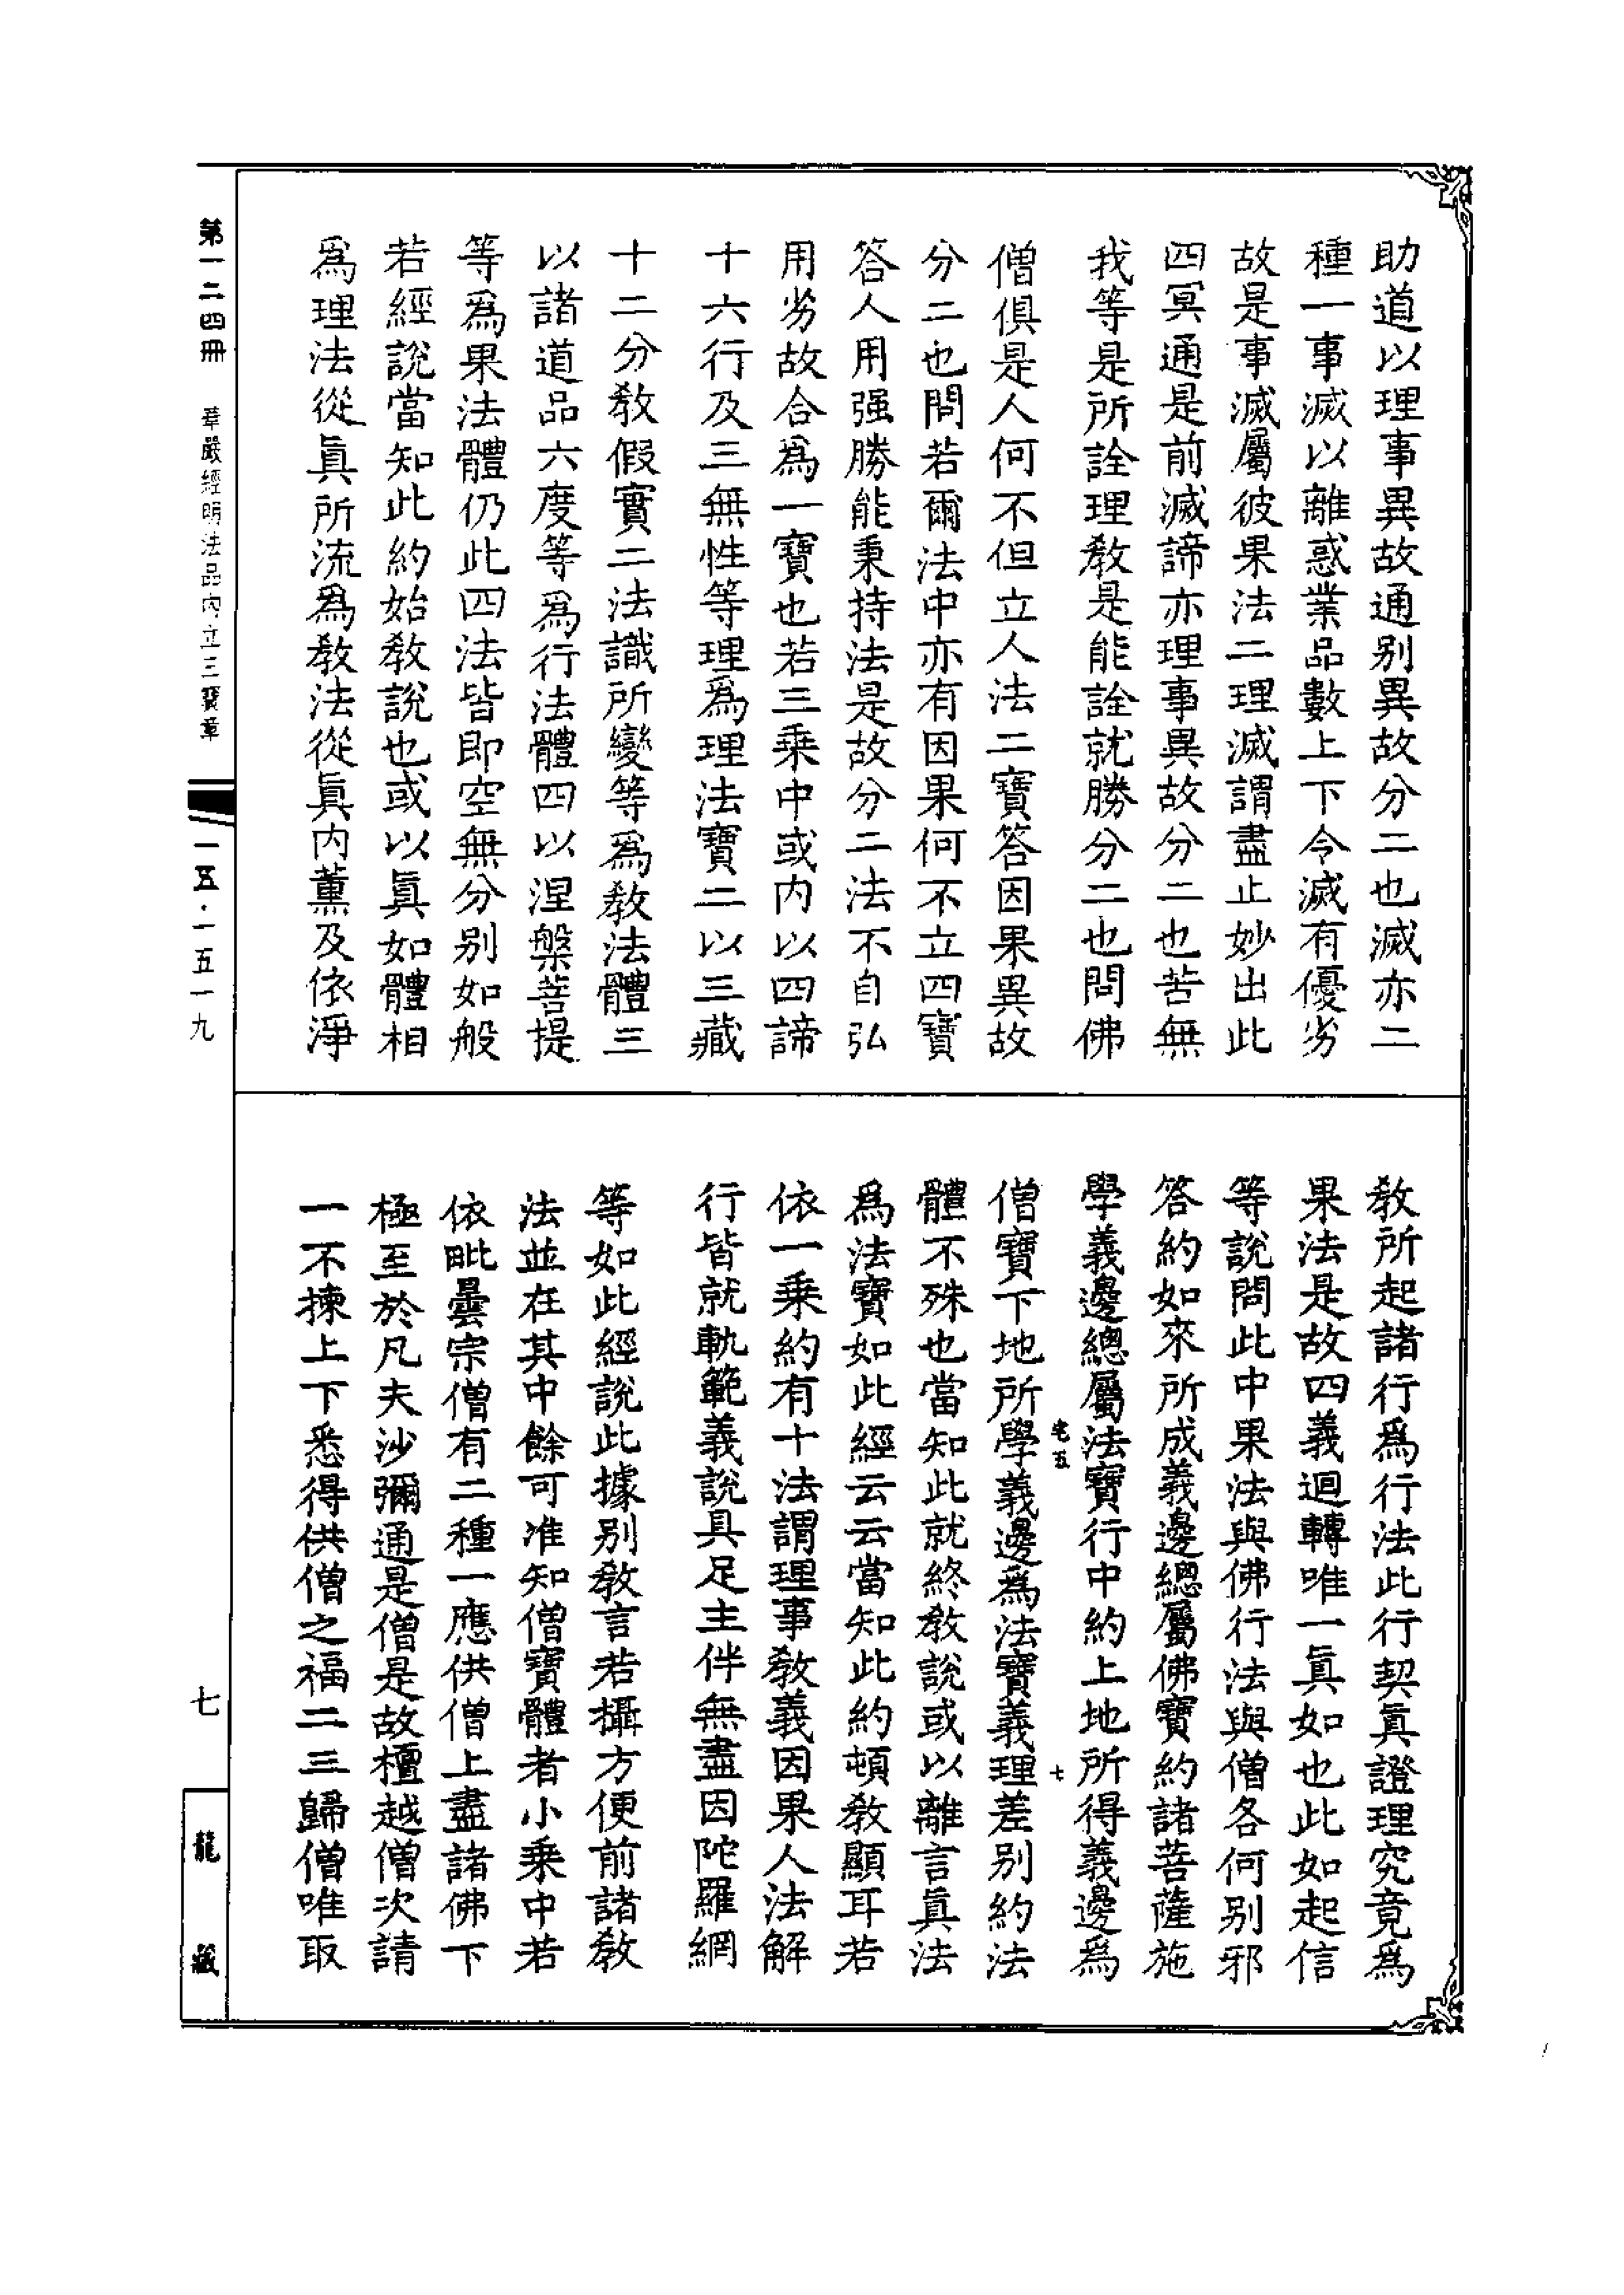 助道以理事異故通別異故分二也滅亦二
種一事滅以離惑業品數上下令滅有優劣
故是事滅屬彼果法二理滅謂盡止妙出此
四冥通是前滅諦亦理事異故分二也苦無
我等是所詮理教是能詮就勝分二也問佛
僧俱是人何不但立人法二寶答因果異故
分二也問若爾法中亦有因果何不立四寶
答人用强勝能秉持法是故分二法不自弘
用劣故合爲一寶也若三乗中或内以四諦
十六行及三無性等理爲理法寶二以三藏
十二分教假實二法識所變等爲教法體三
以諸道品六度等爲行法體四以涅槃菩提
等爲果法體仍此四法皆即空無分别如般
若經說當知此約始教說也或以眞如體相
爲理法從眞所流爲教法從眞内薰及依淨
教所起諸行爲行法此行契眞證理究竟爲
果法是故四義迴轉唯一眞如也此如起信
等說問此中果法與佛行法與僧各何别邪
答約如來所成義邊總屬佛寶約諸菩薩施
學義邊總屬法寶行中約上地所得義邊爲
宅五 七
僧寶下地所學義邊爲法寶義理差别約法
體不殊也當知此就終教說或以離言眞法
爲法寶如此經云云當知此約頓教顯耳若
依一乗約有十法謂理事教義因果人法解
行皆就軌範義說具足主伴無盡因陀羅網
等如此經說此據别教言若攝方便前諸教
法並在其中餘可准知僧寶體者小乗中若
依毗曇宗僧有二種一應供僧上盡諸佛下
極至於凡夫沙彌通是僧是故檀越僧次請
一不揀上下悉得供僧之福二三歸僧唯取
第一二四冊 華嚴經明法品内立三寶章
一五·一五一九
七
龍藏